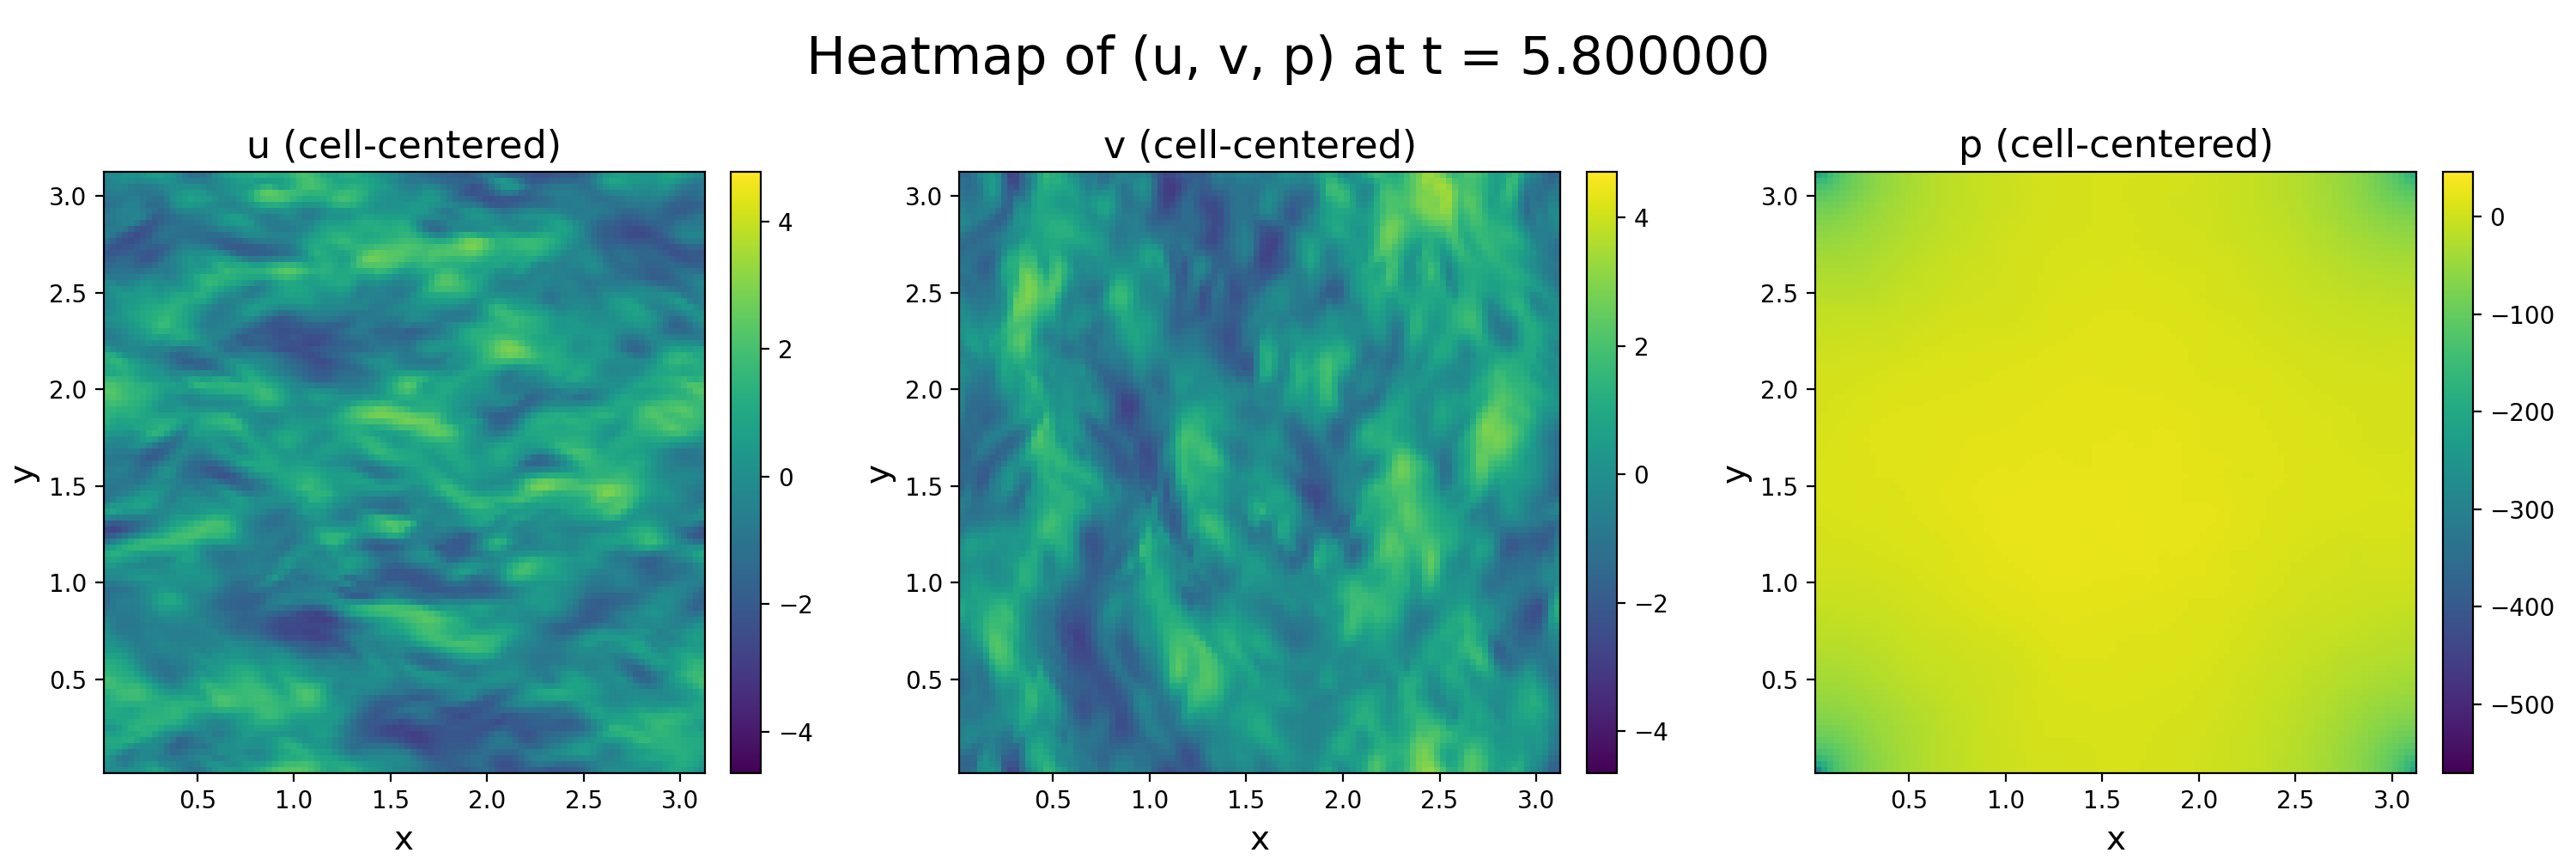 Heatmap of (u, v, p) at t = 5.800000
u (cell-centered)
3.0
2.5
2.0
1.5
1.0
0.5
y
0.5 1.0 1.5 2.0 2.5 3.0
x
4
2
0
−2
−4
v (cell-centered)
3.0
2.5
2.0
1.5
1.0
0.5
y
0.5 1.0 1.5 2.0 2.5 3.0
x
4
2
0
−2
−4
p (cell-centered)
3.0
2.5
2.0
1.5
1.0
0.5
y
0.5 1.0 1.5 2.0 2.5 3.0
x
0
−100
−200
−300
−400
−500